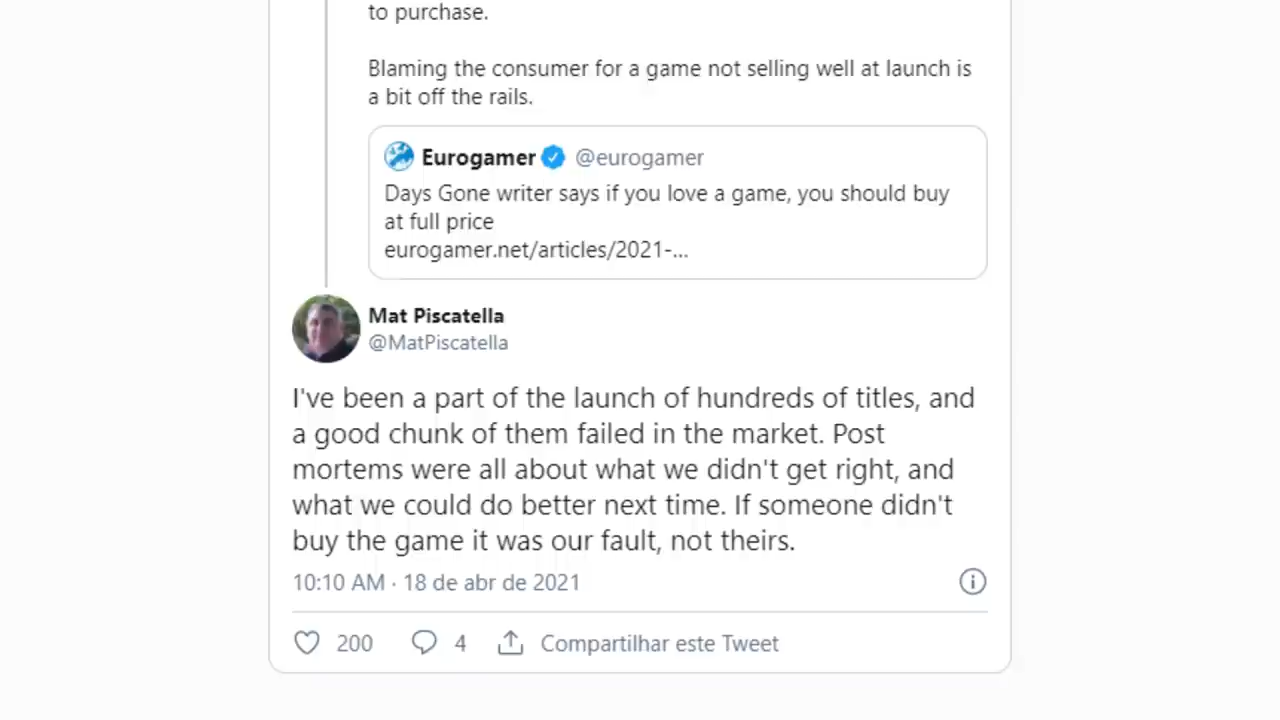 to purchase.
Blaming the consumer for a game not selling well at launch is
a bit off the rails.
Eurogamer @eurogamer
Days Gone writer says if you love a game, you should buy
at full price
eurogamer.net/articles/2021-...
Mat Piscatella
@MatPiscatella
I've been a part of the launch of hundreds of titles, and
a good chunk of them failed in the market. Post
mortems were all about what we didn't get right, and
what we could do better next time. If someone didn't
buy the game it was our fault, not theirs.
10:10 AM · 18 de abr de 2021
200 4 Compartilhar este Tweet